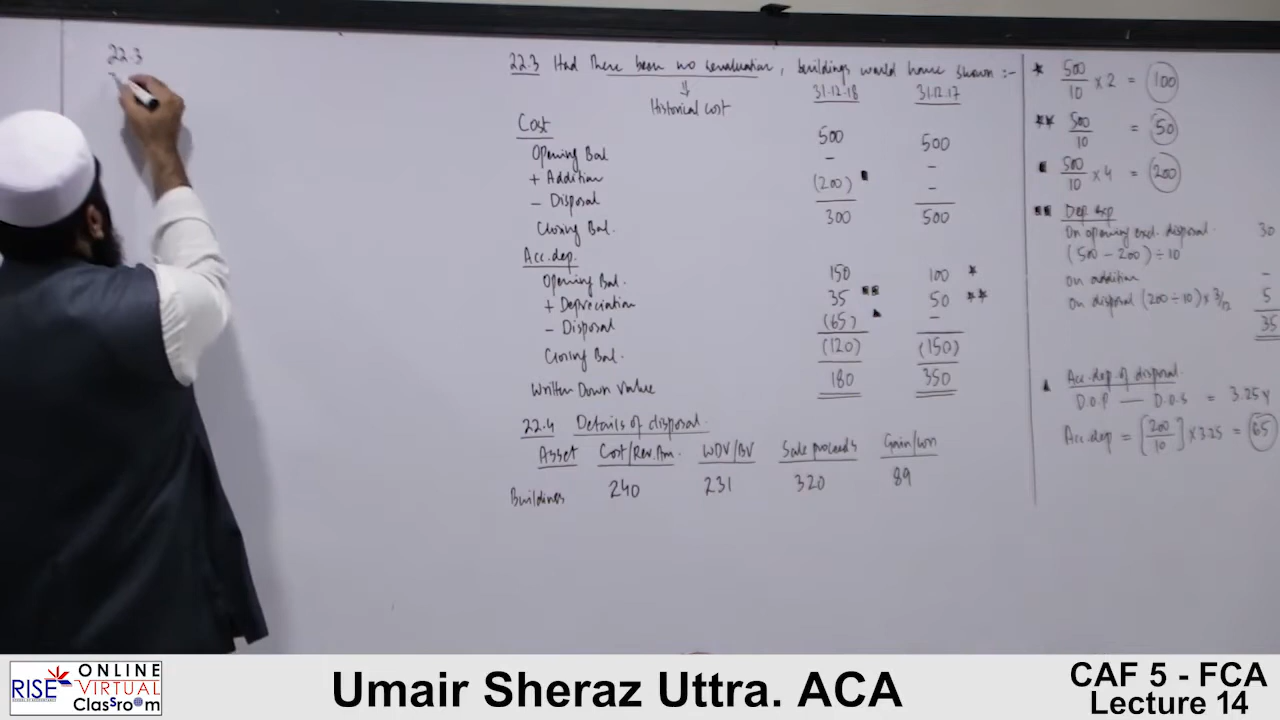 22.3
22.3 Had there been no revaluation, buildings would have shown :-
Historical cost
31.12.18 31.12.17
Cost
Opening Bal 500 500
+ Addition - -
- Disposal (200) -
Closing Bal. 300 500
Acc.dep.
Opening Bal. 150 100 *
+ Depreciation 35 50 **
- Disposal (65) ▲ -
Closing Bal. (120) (150)
Written Down Value 180 350
22.4 Details of disposal
Asset Cost/Rev.Am. WDV/BV Sale proceeds Gain/loss
Buildings 240 231 320 89
* 500/10 × 2 = 100
** 500/10 = 50
■ 500/10 × 4 = 200
■■ Dep exp
On opening excl. disposal. 30
(500 - 200) ÷ 10
on addition -
on disposal (200 ÷ 10) × 3/12 5
35
▲ Acc.dep of disposal
D.O.P — D.O.S = 3.25 y
Acc.dep = [200/10] × 3.25 = 65
RISE ONLINE VIRTUAL Classroom
Umair Sheraz Uttra. ACA
CAF 5 - FCA
Lecture 14